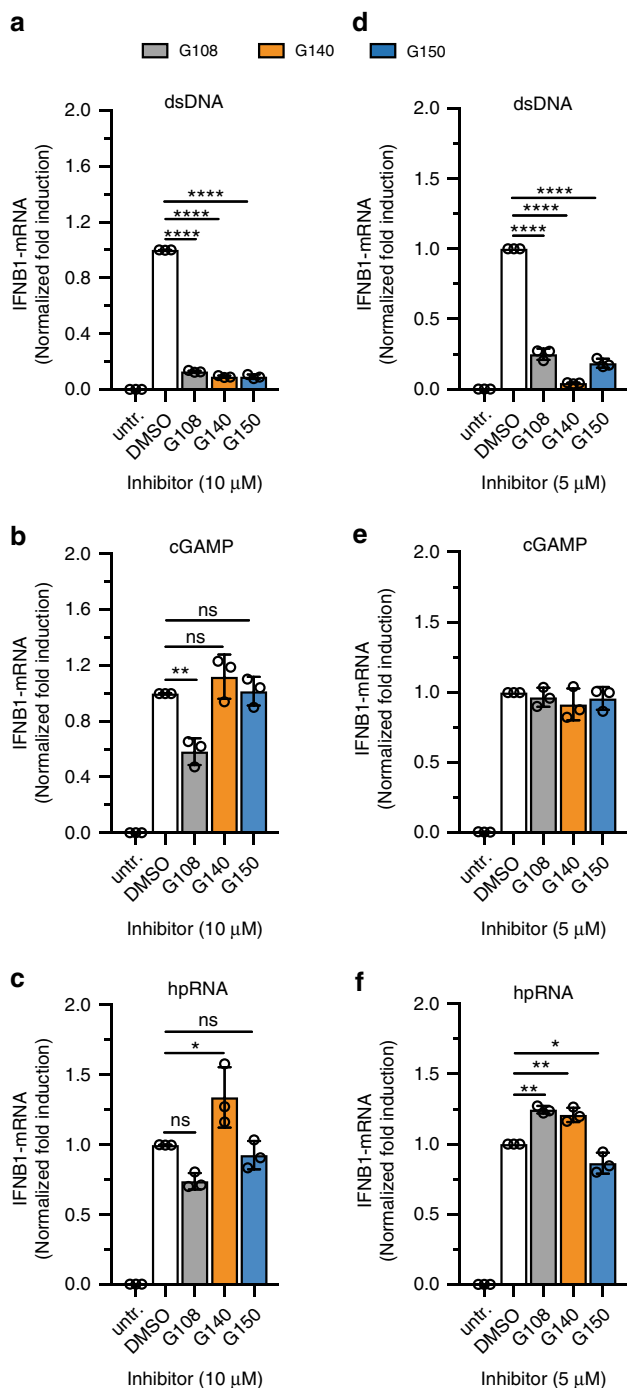 a
d
G108
G140
G150
dsDNA
IFNB1-mRNA
(Normalized fold induction)
2.0
1.6
1.2
1.0
0.8
0.4
0.0
****
****
****
untr.
DMSO
G108
G140
G150
Inhibitor (10 μM)
dsDNA
IFNB1-mRNA
(Normalized fold induction)
2.0
1.5
1.0
0.5
0.0
****
****
****
untr.
DMSO
G108
G140
G150
Inhibitor (5 μM)
b
cGAMP
IFNB1-mRNA
(Normalized fold induction)
2.0
1.6
1.2
1.0
0.8
0.4
0.0
ns
ns
**
untr.
DMSO
G108
G140
G150
Inhibitor (10 μM)
e
cGAMP
IFNB1-mRNA
(Normalized fold induction)
2.0
1.5
1.0
0.5
0.0
untr.
DMSO
G108
G140
G150
Inhibitor (5 μM)
c
hpRNA
IFNB1-mRNA
(Normalized fold induction)
2.0
1.5
1.0
0.5
0.0
ns
*
ns
untr.
DMSO
G108
G140
G150
Inhibitor (10 μM)
f
hpRNA
IFNB1-mRNA
(Normalized fold induction)
2.0
1.5
1.0
0.5
0.0
*
**
**
untr.
DMSO
G108
G140
G150
Inhibitor (5 μM)